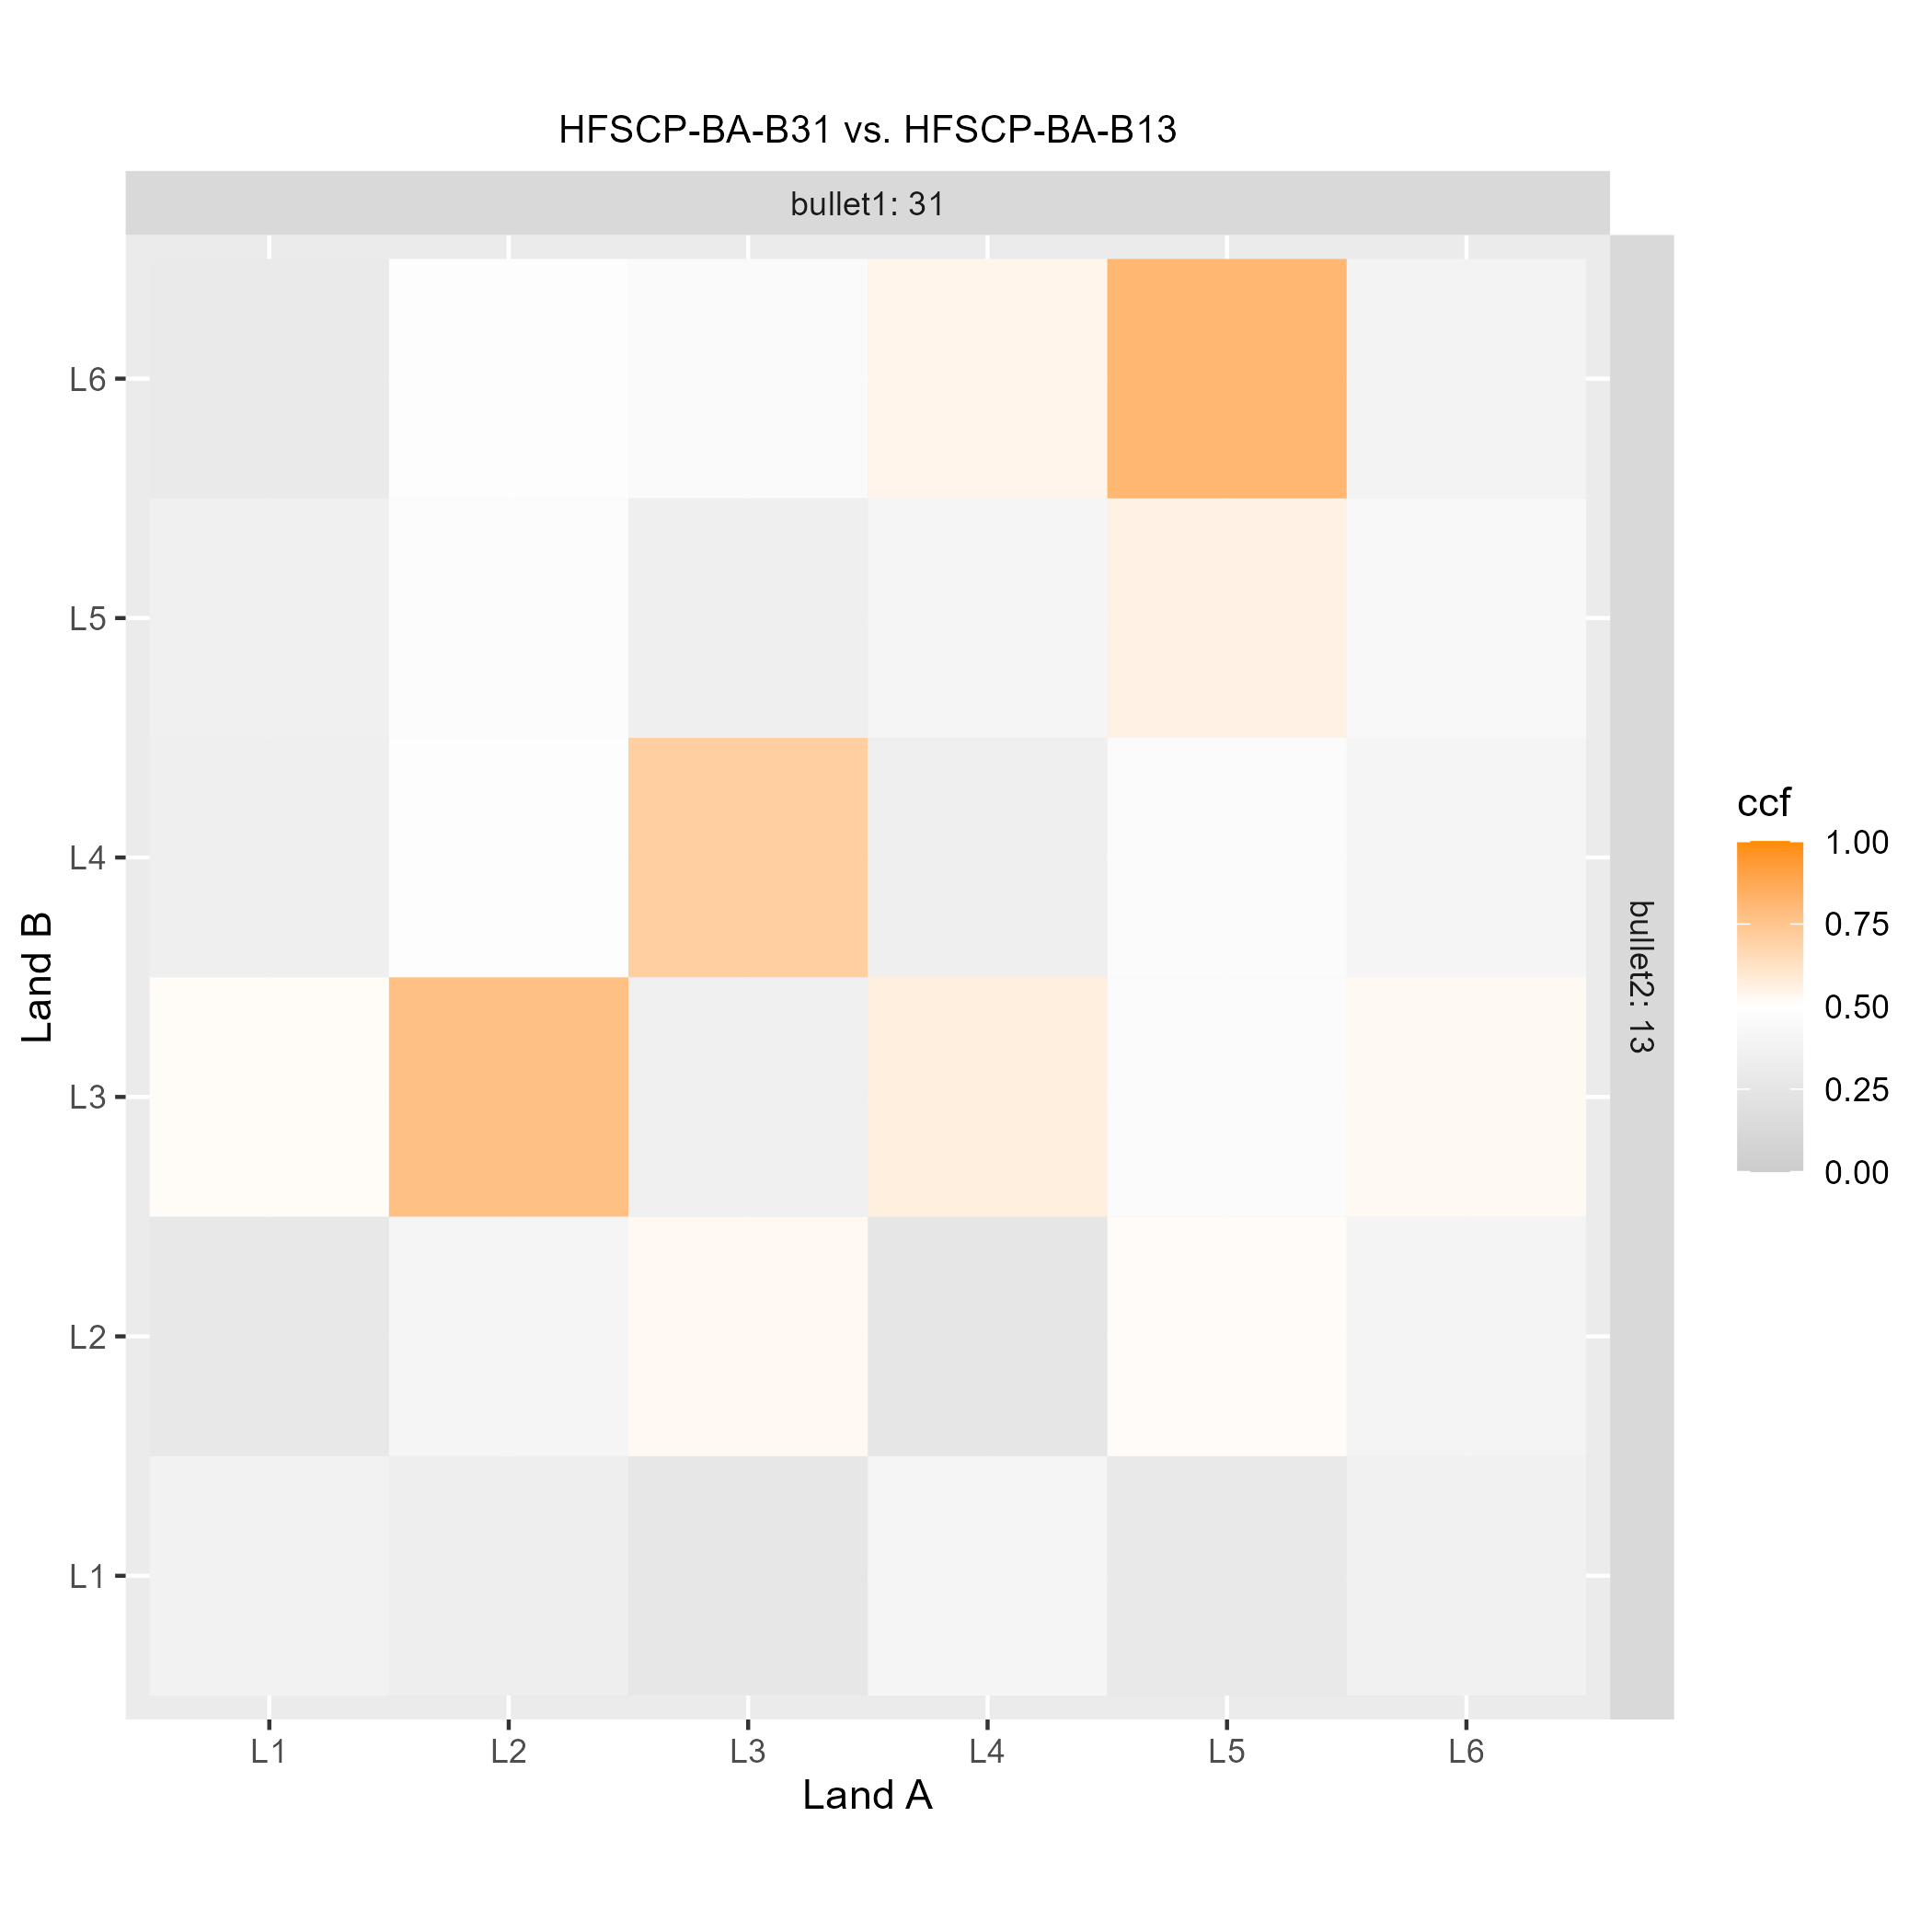 HFSCP-BA-B31 vs. HFSCP-BA-B13
bullet1: 31
L6
L5
L4
L3
L2
L1
Land B
bullet2: 13
ccf
1.00
0.75
0.50
0.25
0.00
L1 L2 L3 L4 L5 L6
Land A